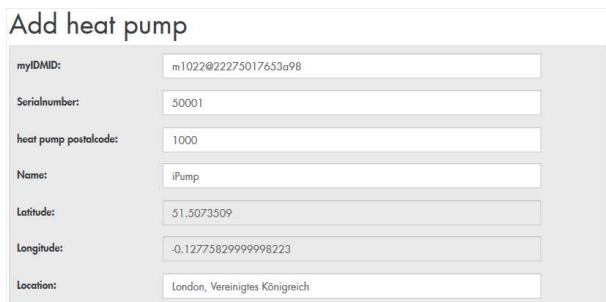 Add heat pump
myIDMID: m1022@22275017653a98
Serialnumber: 50001
heat pump postalcode: 1000
Name: iPump
Latitude: 51.5073509
Longitude: -0.12775829999998223
Location: London, Vereinigtes Königreich